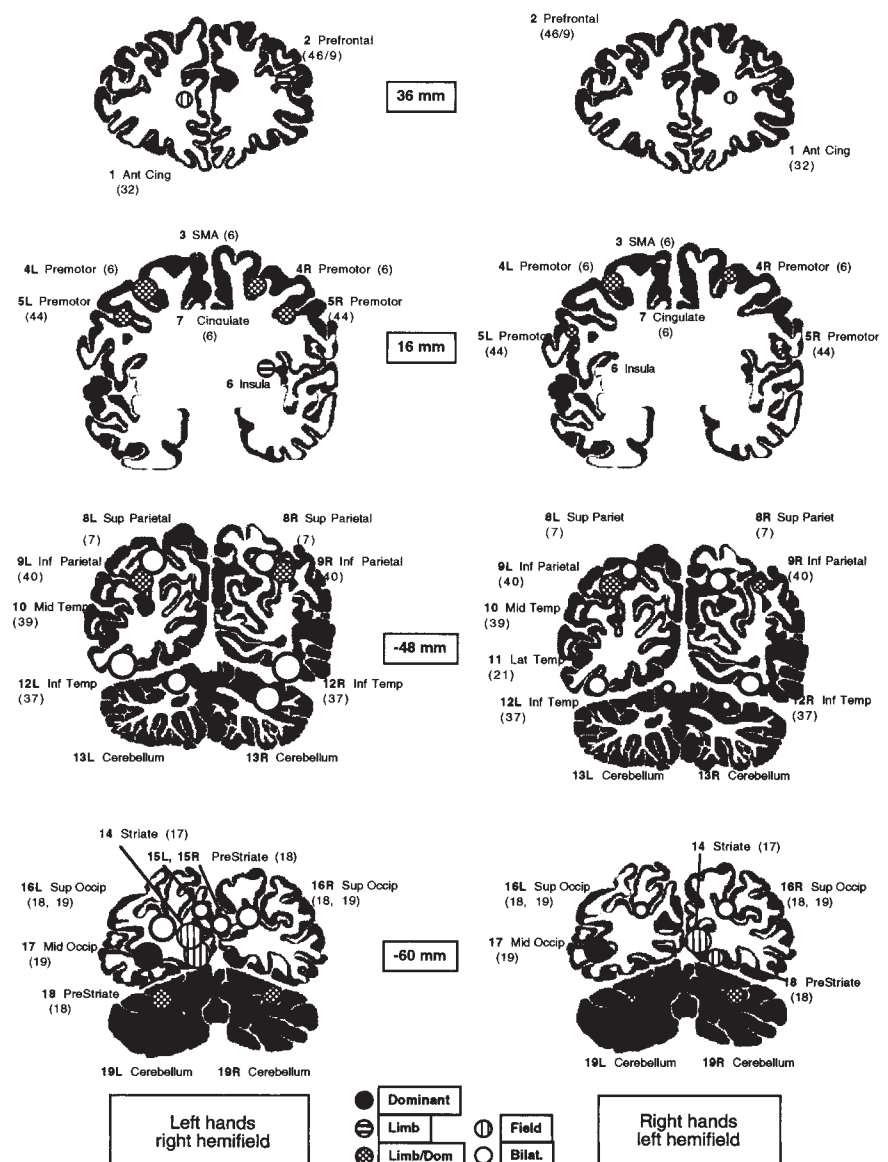 2 Prefrontal
(46/9)
36 mm
1 Ant Cing
(32)
2 Prefrontal
(46/9)
1 Ant Cing
(32)
3 SMA (6)
4L Premotor (6)
4R Premotor (6)
5L Premotor
(44)
5R Premotor
(44)
7 Cingulate
(6)
6 Insula
16 mm
3 SMA (6)
4L Premotor (6)
4R Premotor (6)
7 Cingulate
(6)
5L Premotor
(44)
5R Premotor
(44)
6 Insula
8L Sup Parietal
(7)
8R Sup Parietal
(7)
9L Inf Parietal
(40)
9R Inf Parietal
(40)
10 Mid Temp
(39)
12L Inf Temp
(37)
12R Inf Temp
(37)
13L Cerebellum
13R Cerebellum
-48 mm
8L Sup Pariet
(7)
8R Sup Pariet
(7)
9L Inf Parietal
(40)
9R Inf Parietal
(40)
10 Mid Temp
(39)
11 Lat Temp
(21)
12L Inf Temp
(37)
12R Inf Temp
(37)
13L Cerebellum
13R Cerebellum
14 Striate (17)
15L, 15R PreStriate (18)
16L Sup Occip
(18, 19)
16R Sup Occip
(18, 19)
17 Mid Occip
(19)
18 PreStriate
(18)
19L Cerebellum
19R Cerebellum
-60 mm
14 Striate (17)
16L Sup Occip
(18, 19)
16R Sup Occip
(18, 19)
17 Mid Occip
(19)
18 PreStriate
(18)
19L Cerebellum
19R Cerebellum
Left hands
right hemifield
Dominant
Limb
Field
Limb/Dom
Bilat.
Right hands
left hemifield